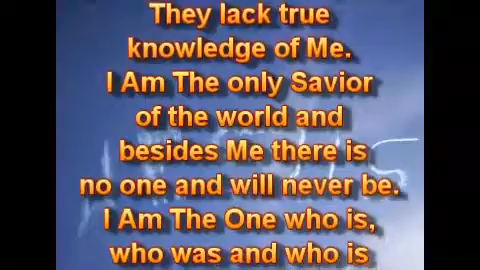 They lack true
knowledge of Me.
I Am The only Savior
of the world and
besides Me there is
no one and will never be.
I Am The One who is,
who was and who is